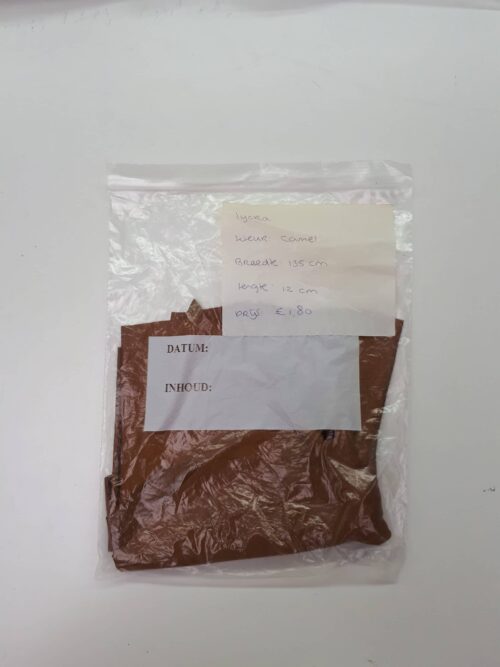 lycra
kleur: camel
Breedte: 135 cm
lengte: 12 cm
prijs: € 1,80
DATUM:
INHOUD: